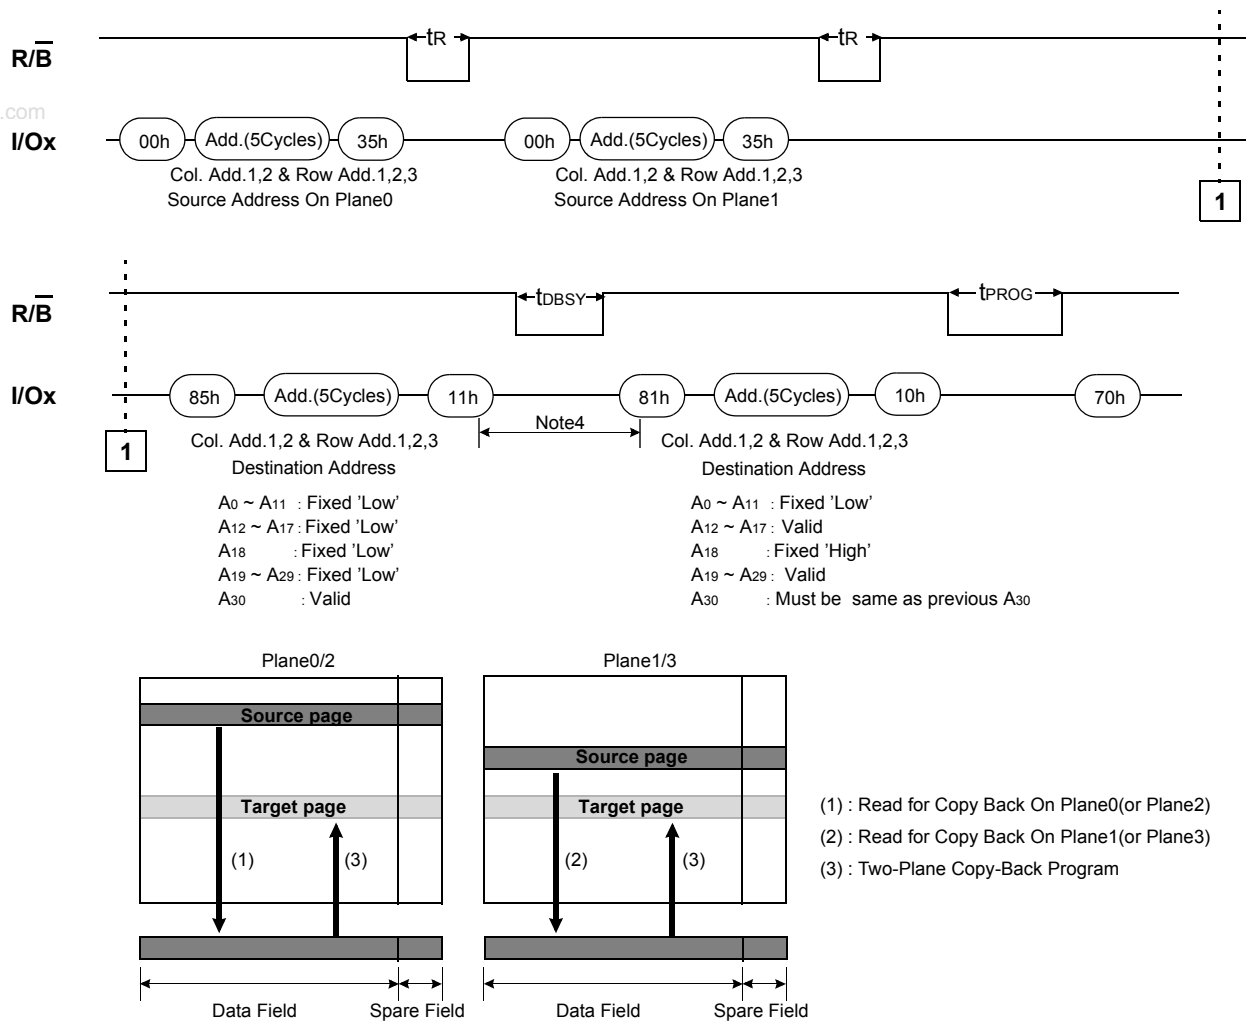 tR tR
R/B
.com
I/Ox 00h Add.(5Cycles) 35h 00h Add.(5Cycles) 35h
Col. Add.1,2 & Row Add.1,2,3 Col. Add.1,2 & Row Add.1,2,3
Source Address On Plane0 Source Address On Plane1
1
R/B tDBSY tPROG
I/Ox 85h Add.(5Cycles) 11h 81h Add.(5Cycles) 10h 70h
Note4
1 Col. Add.1,2 & Row Add.1,2,3 Col. Add.1,2 & Row Add.1,2,3
Destination Address Destination Address
A0 ~ A11 : Fixed ’Low’ A0 ~ A11 : Fixed ’Low’
A12 ~ A17 : Fixed ’Low’ A12 ~ A17 : Valid
A18 : Fixed ’Low’ A18 : Fixed ’High’
A19 ~ A29 : Fixed ’Low’ A19 ~ A29 : Valid
A30 : Valid A30 : Must be same as previous A30
Plane0/2 Plane1/3
Source page
Source page
Target page Target page
(1) : Read for Copy Back On Plane0(or Plane2)
(2) : Read for Copy Back On Plane1(or Plane3)
(3) : Two-Plane Copy-Back Program
(1) (3) (2) (3)
Data Field Spare Field Data Field Spare Field